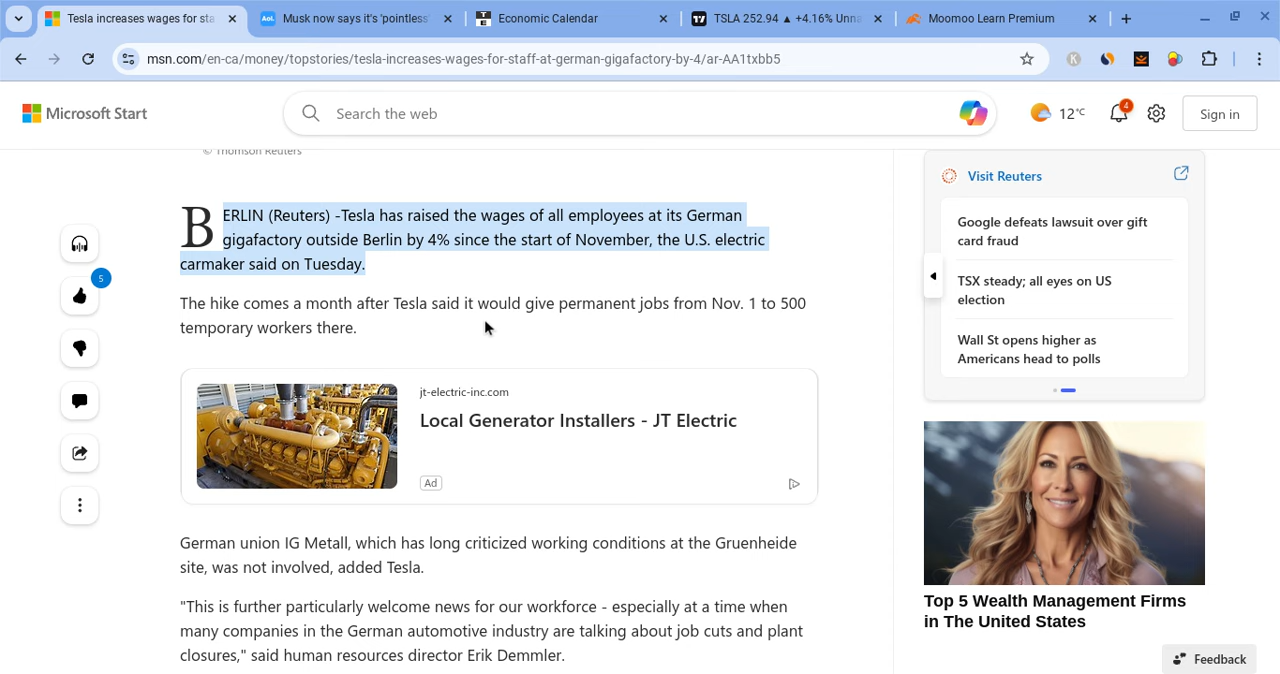 Tesla increases wages for sta
Musk now says it's 'pointless'
Economic Calendar
TSLA 252.94 ▲ +4.16% Unna
Moomoo Learn Premium
msn.com/en-ca/money/topstories/tesla-increases-wages-for-staff-at-german-gigafactory-by-4/ar-AA1txbb5
Microsoft Start
Search the web
12°C
4
Sign in
© Thomson Reuters
BERLIN (Reuters) -Tesla has raised the wages of all employees at its German
gigafactory outside Berlin by 4% since the start of November, the U.S. electric
carmaker said on Tuesday.
5
The hike comes a month after Tesla said it would give permanent jobs from Nov. 1 to 500
temporary workers there.
jt-electric-inc.com
Local Generator Installers - JT Electric
Ad
German union IG Metall, which has long criticized working conditions at the Gruenheide
site, was not involved, added Tesla.
"This is further particularly welcome news for our workforce - especially at a time when
many companies in the German automotive industry are talking about job cuts and plant
closures," said human resources director Erik Demmler.
Visit Reuters
Google defeats lawsuit over gift
card fraud
TSX steady; all eyes on US
election
Wall St opens higher as
Americans head to polls
Top 5 Wealth Management Firms
in The United States
Feedback